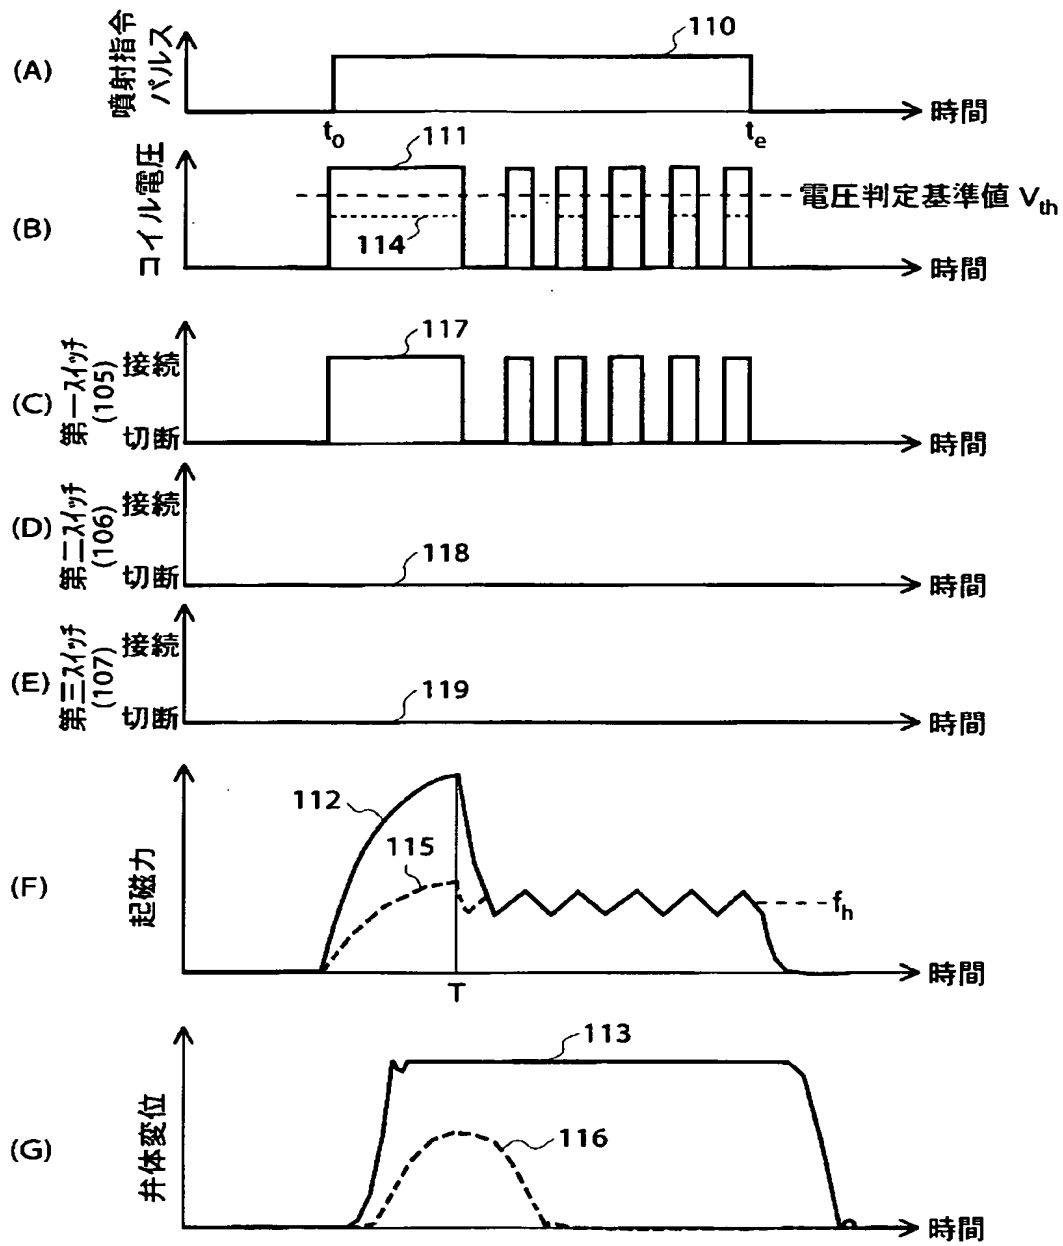 (A)
噴射指令
パルス
110
時間
t₀
tₑ
(B)
コイル電圧
111
電圧判定基準値 Vth
114
時間
(C)
第一スイッチ
(105)
接続
切断
117
時間
(D)
第二スイッチ
(106)
接続
切断
118
時間
(E)
第三スイッチ
(107)
接続
切断
119
時間
(F)
起磁力
112
115
fh
T
時間
(G)
弁体変位
113
116
時間